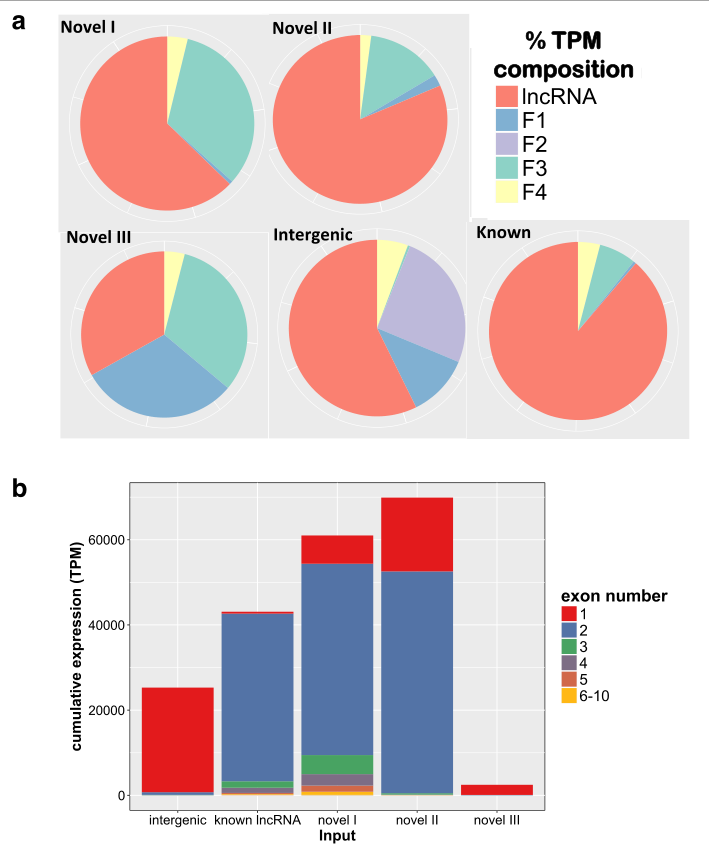 a
Novel I
Novel II
% TPM
composition
lncRNA
F1
F2
F3
F4
Novel III
Intergenic
Known
b
cumulative expression (TPM)
60000
40000
20000
0
intergenic
known lncRNA
novel I
novel II
novel III
Input
exon number
1
2
3
4
5
6-10